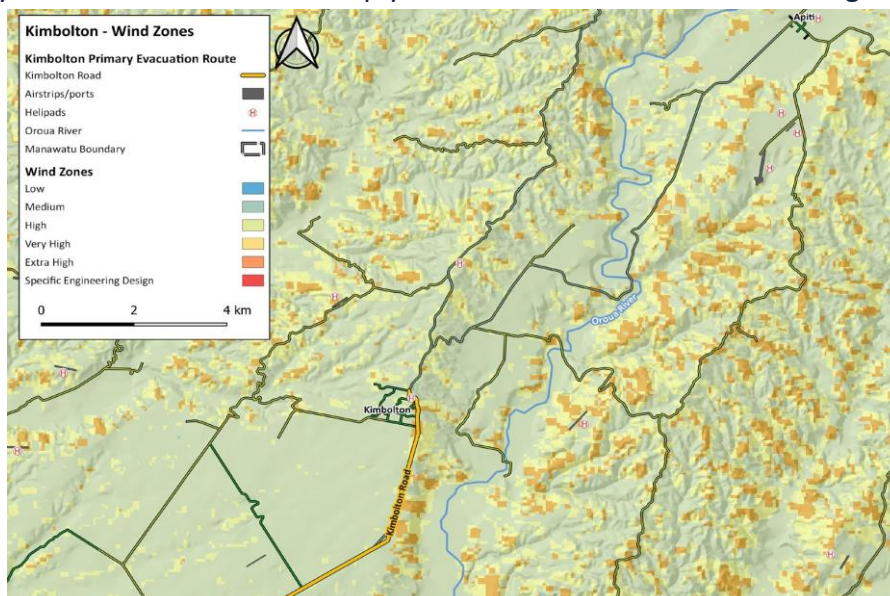 Kimbolton - Wind Zones
Kimbolton Primary Evacuation Route
Kimbolton Road
Airstrips/ports
Helipads
H
Oroua River
Manawatu Boundary
Wind Zones
Low
Medium
High
Very High
Extra High
Specific Engineering Design
0 2 4 km
Apiti
H
H
H
H
H
H
Oroua River
H
H
Kimbolton
H
H
Kimbolton Road
H